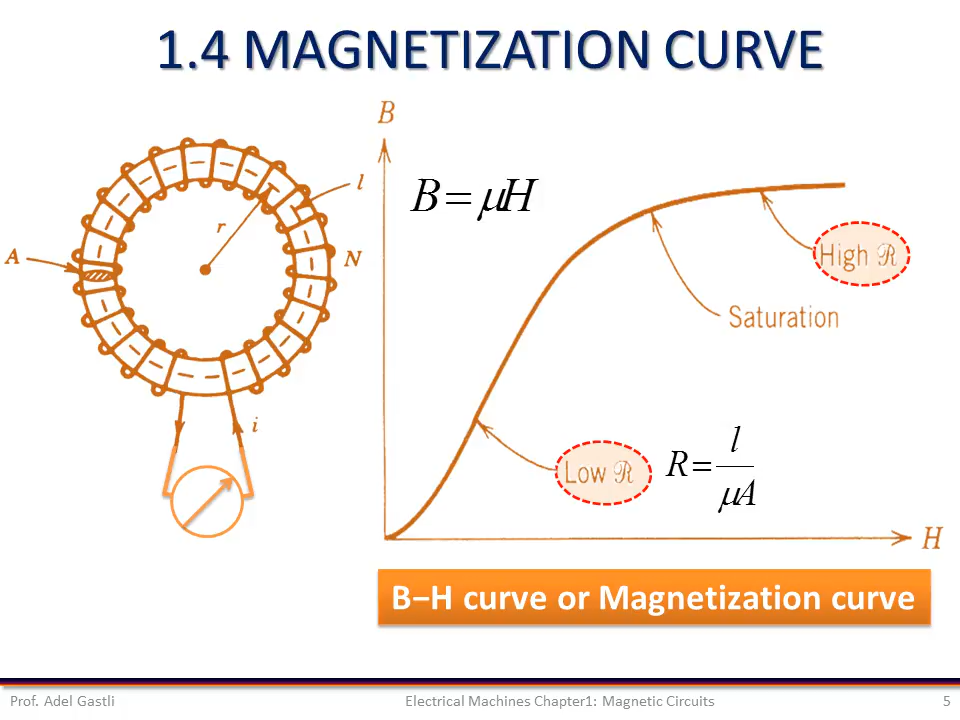 1.4 MAGNETIZATION CURVE
B
B = μH
l
r
A
N
High ℛ
Saturation
i
Low ℛ
R = l / μA
H
B–H curve or Magnetization curve
Prof. Adel Gastli
Electrical Machines Chapter1: Magnetic Circuits
5